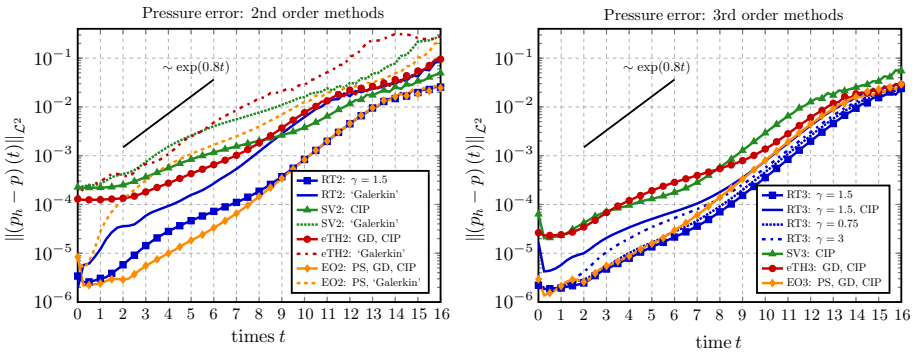 Pressure error: 2nd order methods
‖(p_h − p) (t)‖_{𝓛²}
10⁻¹
10⁻²
10⁻³
10⁻⁴
10⁻⁵
10⁻⁶
∼ exp(0.8t)
RT2: γ = 1.5
RT2: ‘Galerkin’
SV2: CIP
SV2: ‘Galerkin’
eTH2: GD, CIP
eTH2: ‘Galerkin’
EO2: PS, GD, CIP
EO2: PS, ‘Galerkin’
0 1 2 3 4 5 6 7 8 9 10 11 12 13 14 15 16
times t
Pressure error: 3rd order methods
‖(p_h − p) (t)‖_{𝓛²}
10⁻¹
10⁻²
10⁻³
10⁻⁴
10⁻⁵
10⁻⁶
∼ exp(0.8t)
RT3: γ = 1.5
RT3: γ = 1.5, CIP
RT3: γ = 0.75
RT3: γ = 3
SV3: CIP
eTH3: GD, CIP
EO3: PS, GD, CIP
0 1 2 3 4 5 6 7 8 9 10 11 12 13 14 15 16
time t